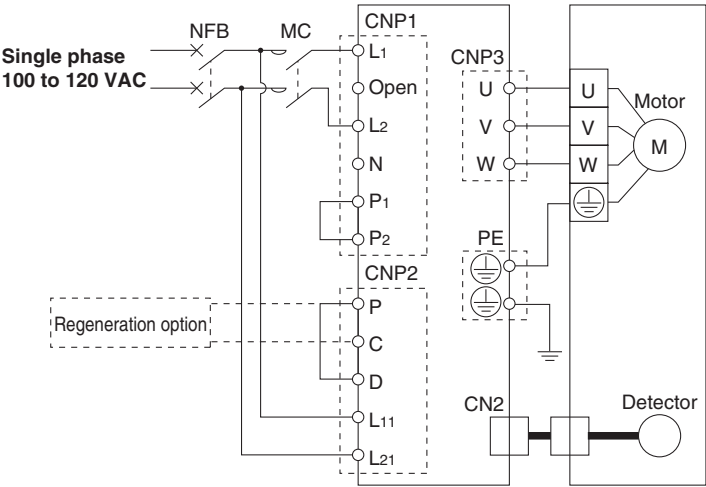 NFB MC CNP1
Single phase
100 to 120 VAC
L1
Open
L2
N
P1
P2
CNP2
Regeneration option
P
C
D
L11
L21
CNP3
U
V
W
PE
CN2
U
V
W
Motor
M
Detector